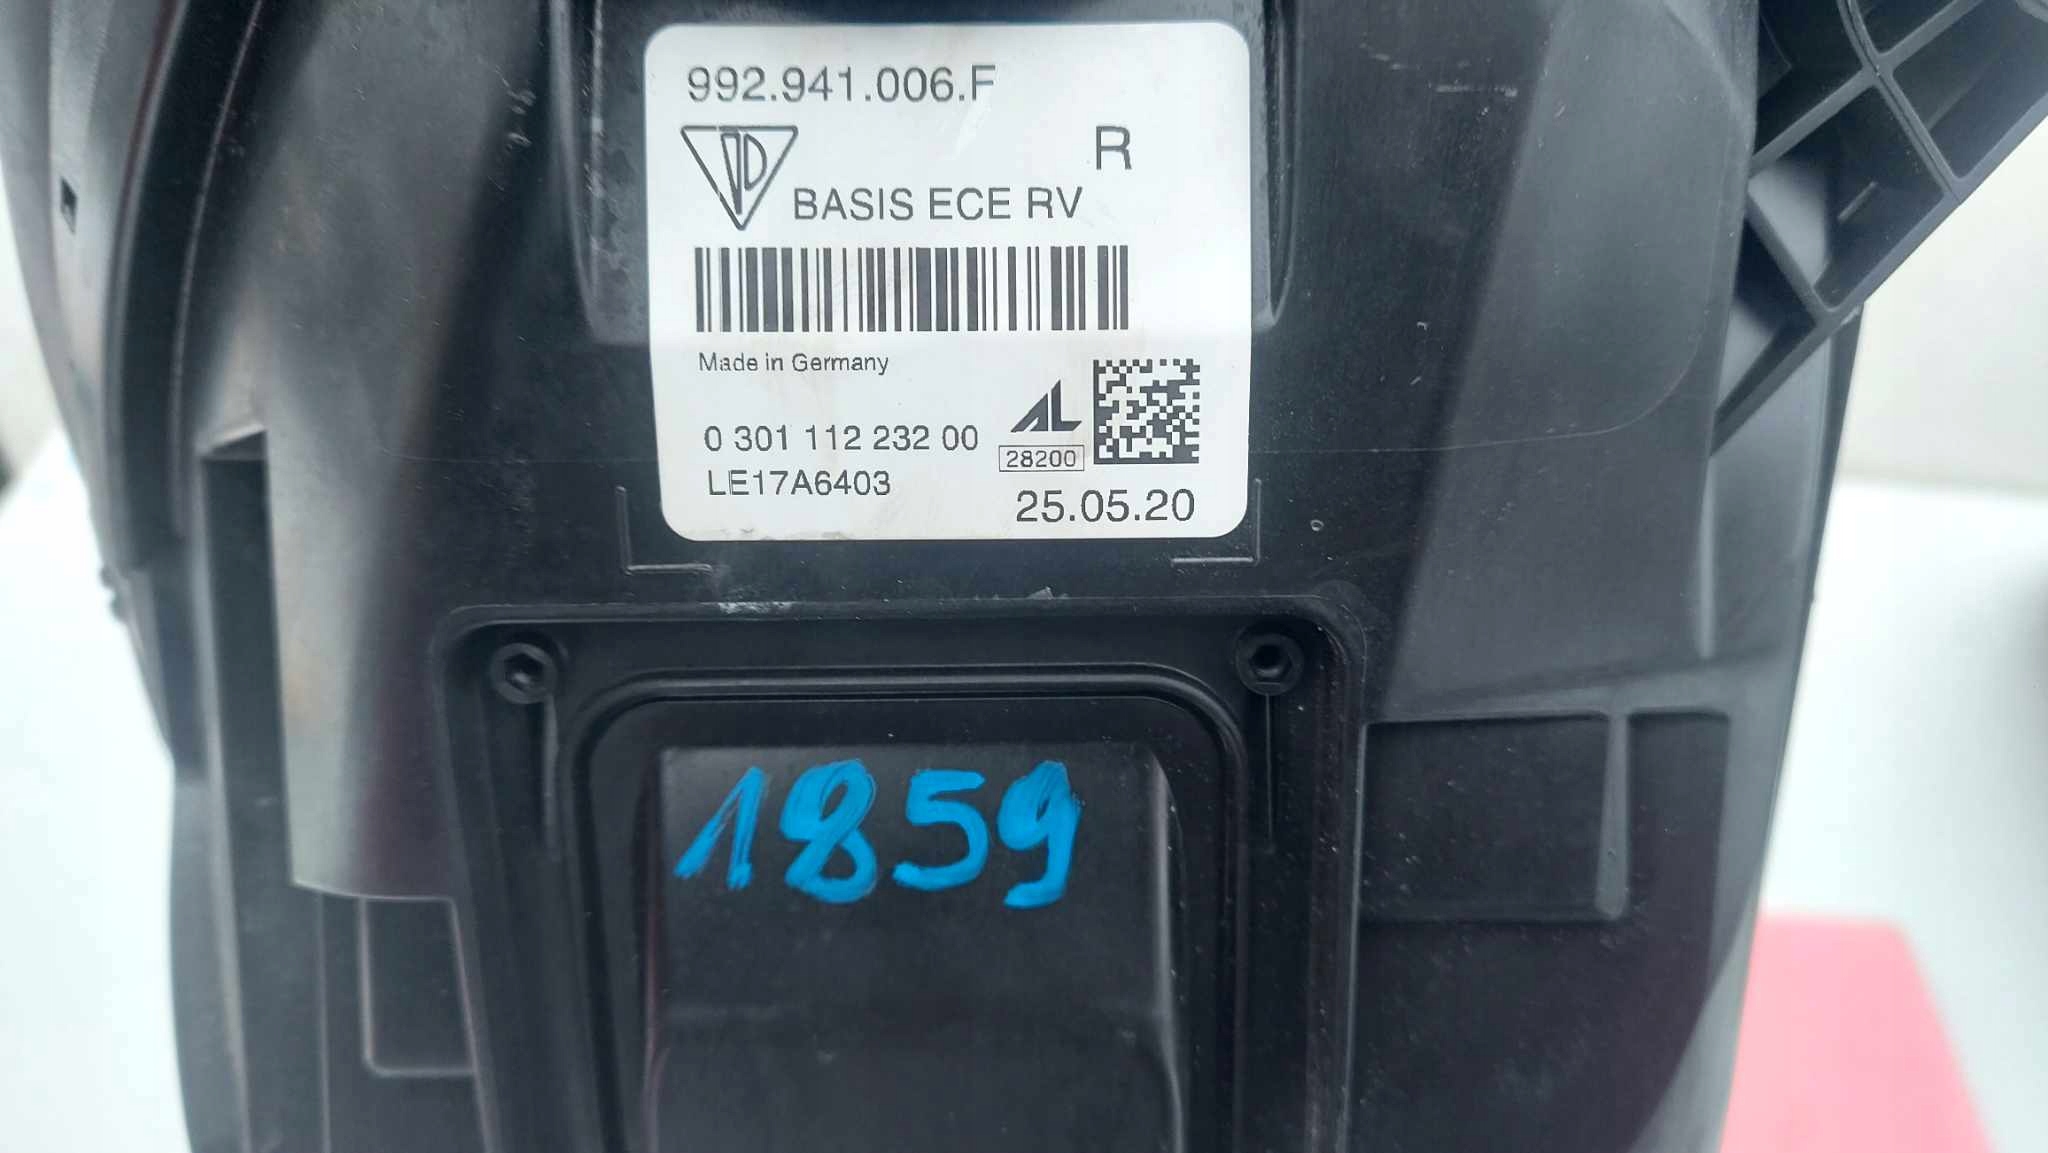 992.941.006.F
R
BASIS ECE RV
Made in Germany
AL
0 301 112 232 00
28200
LE17A6403
25.05.20
1859